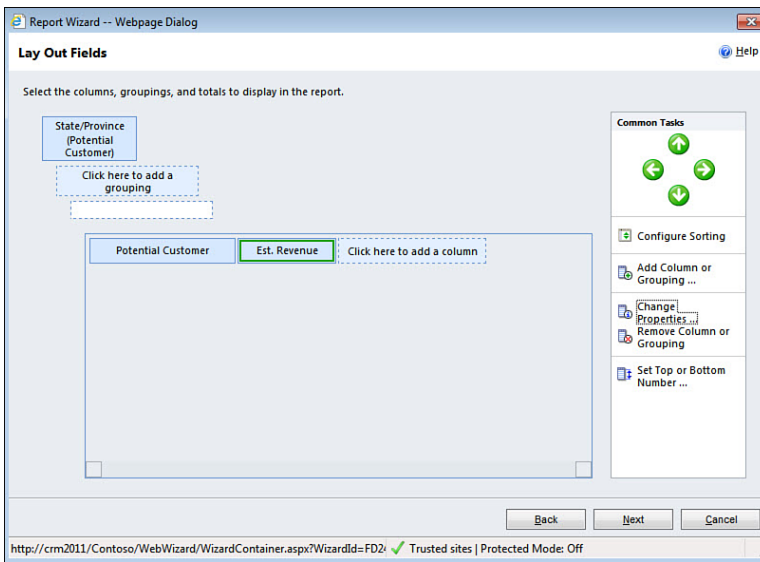 Report Wizard -- Webpage Dialog
Lay Out Fields
Help
Select the columns, groupings, and totals to display in the report.
State/Province
(Potential
Customer)
Click here to add a
grouping
Potential Customer
Est. Revenue
Click here to add a column
Common Tasks
Configure Sorting
Add Column or
Grouping ...
Change
Properties ...
Remove Column or
Grouping
Set Top or Bottom
Number ...
Back
Next
Cancel
http://crm2011/Contoso/WebWizard/WizardContainer.aspx?WizardId=FD24
Trusted sites | Protected Mode: Off